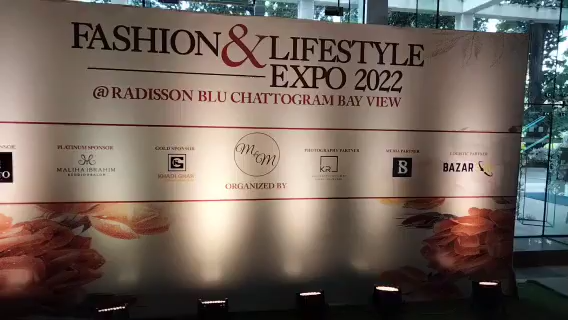 FASHION & LIFESTYLE
EXPO 2022
@ RADISSON BLU CHATTOGRAM BAY VIEW
PLATINUM SPONSOR
GOLD SPONSOR
PHOTOGRAPHY PARTNER
MEDIA PARTNER
MALIHA IBRAHIM
M&M
KR
B
BAZAR
ORGANIZED BY